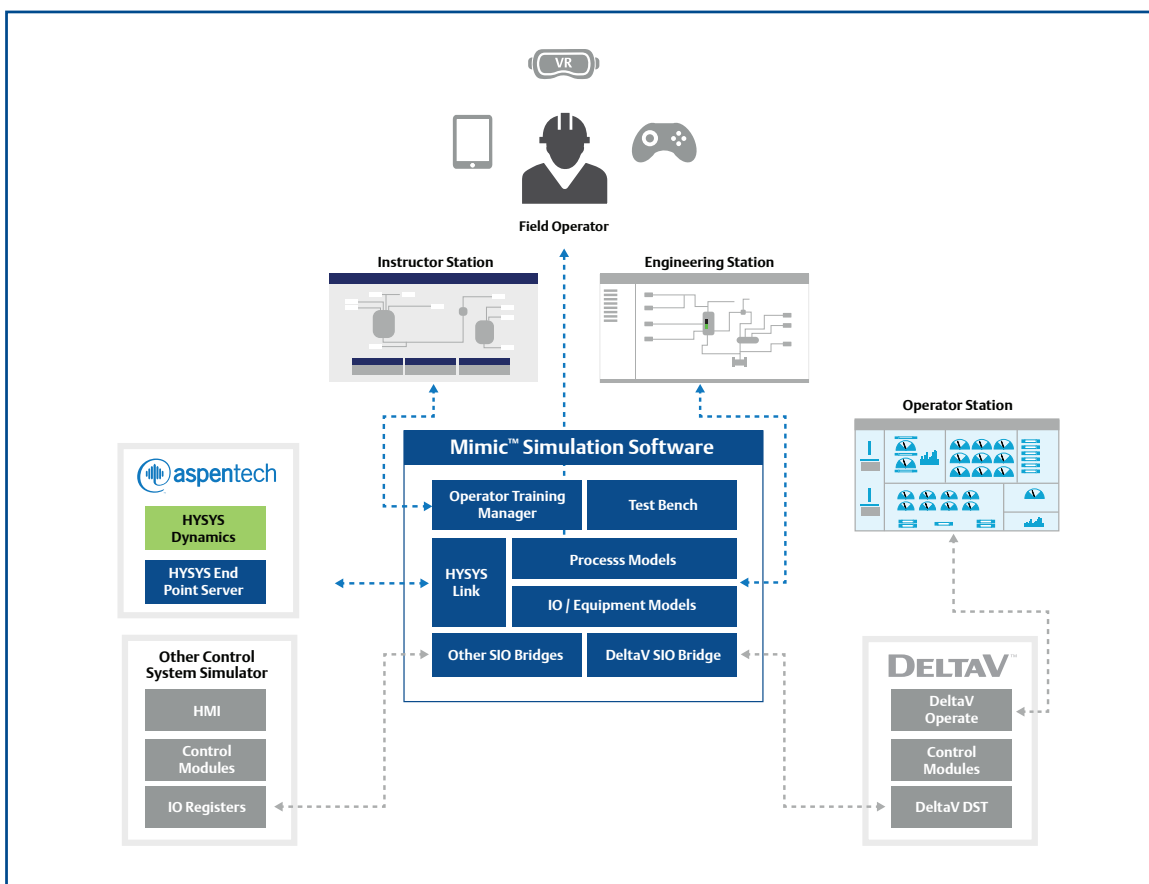 VR
Field Operator
Instructor Station
Engineering Station
Operator Station
Mimic™ Simulation Software
Operator Training
Manager
Test Bench
HYSYS
Link
Processs Models
IO / Equipment Models
Other SIO Bridges
DeltaV SIO Bridge
aspentech
HYSYS
Dynamics
HYSYS End
Point Server
Other Control
System Simulator
HMI
Control
Modules
IO Registers
DELTAV™
DeltaV
Operate
Control
Modules
DeltaV DST